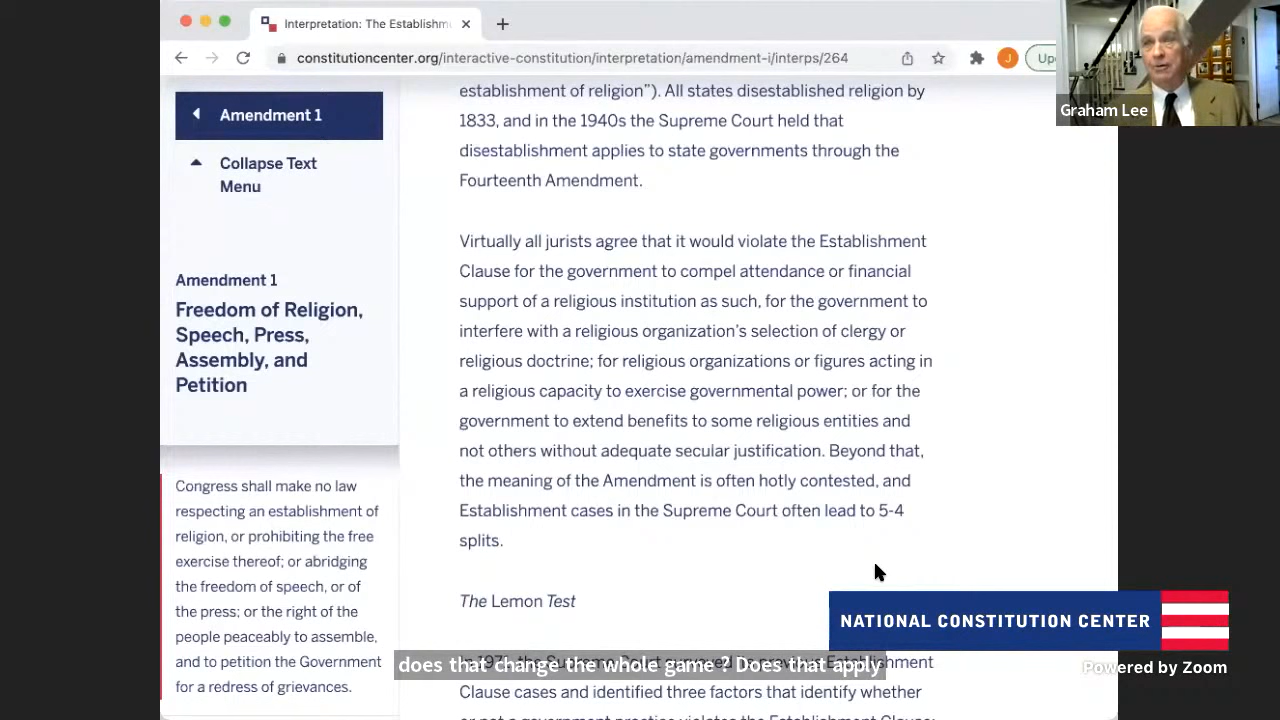 Interpretation: The Establishm
constitutioncenter.org/interactive-constitution/interpretation/amendment-i/interps/264
J
Up
Graham Lee
Amendment 1
Collapse Text
Menu
Amendment 1
Freedom of Religion,
Speech, Press,
Assembly, and
Petition
Congress shall make no law
respecting an establishment of
religion, or prohibiting the free
exercise thereof; or abridging
the freedom of speech, or of
the press; or the right of the
people peaceably to assemble,
and to petition the Government
for a redress of grievances.
establishment of religion”). All states disestablished religion by
1833, and in the 1940s the Supreme Court held that
disestablishment applies to state governments through the
Fourteenth Amendment.
Virtually all jurists agree that it would violate the Establishment
Clause for the government to compel attendance or financial
support of a religious institution as such, for the government to
interfere with a religious organization’s selection of clergy or
religious doctrine; for religious organizations or figures acting in
a religious capacity to exercise governmental power; or for the
government to extend benefits to some religious entities and
not others without adequate secular justification. Beyond that,
the meaning of the Amendment is often hotly contested, and
Establishment cases in the Supreme Court often lead to 5-4
splits.
The Lemon Test
Clause cases and identified three factors that identify whether
NATIONAL CONSTITUTION CENTER
does that change the whole game? Does that apply
Powered by Zoom